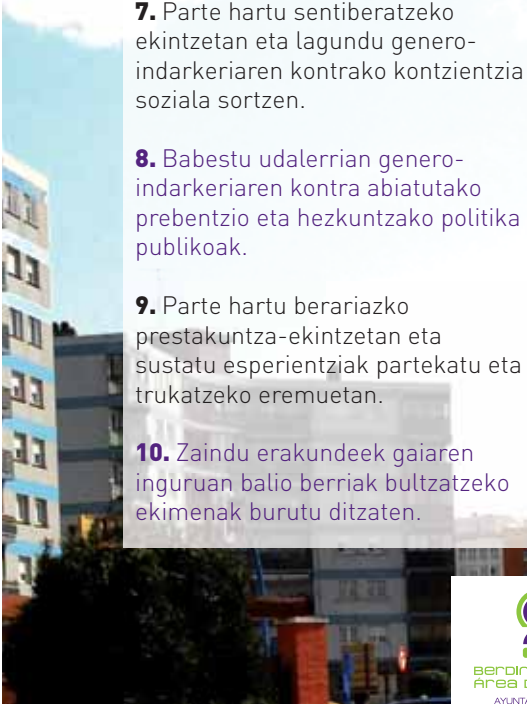 7. Parte hartu sentiberatzeko
ekintzetan eta lagundu genero-
indarkeriaren kontrako kontzientzia
soziala sortzen.
8. Babestu udalerrian genero-
indarkeriaren kontra abiatutako
prebentzio eta hezkuntzako politika
publikoak.
9. Parte hartu berariazko
prestakuntza-ekintzetan eta
sustatu esperientziak partekatu eta
trukatzeko eremuetan.
10. Zaindu erakundeek gaiaren
inguruan balio berriak bultzatzeko
ekimenak burutu ditzaten.
Área